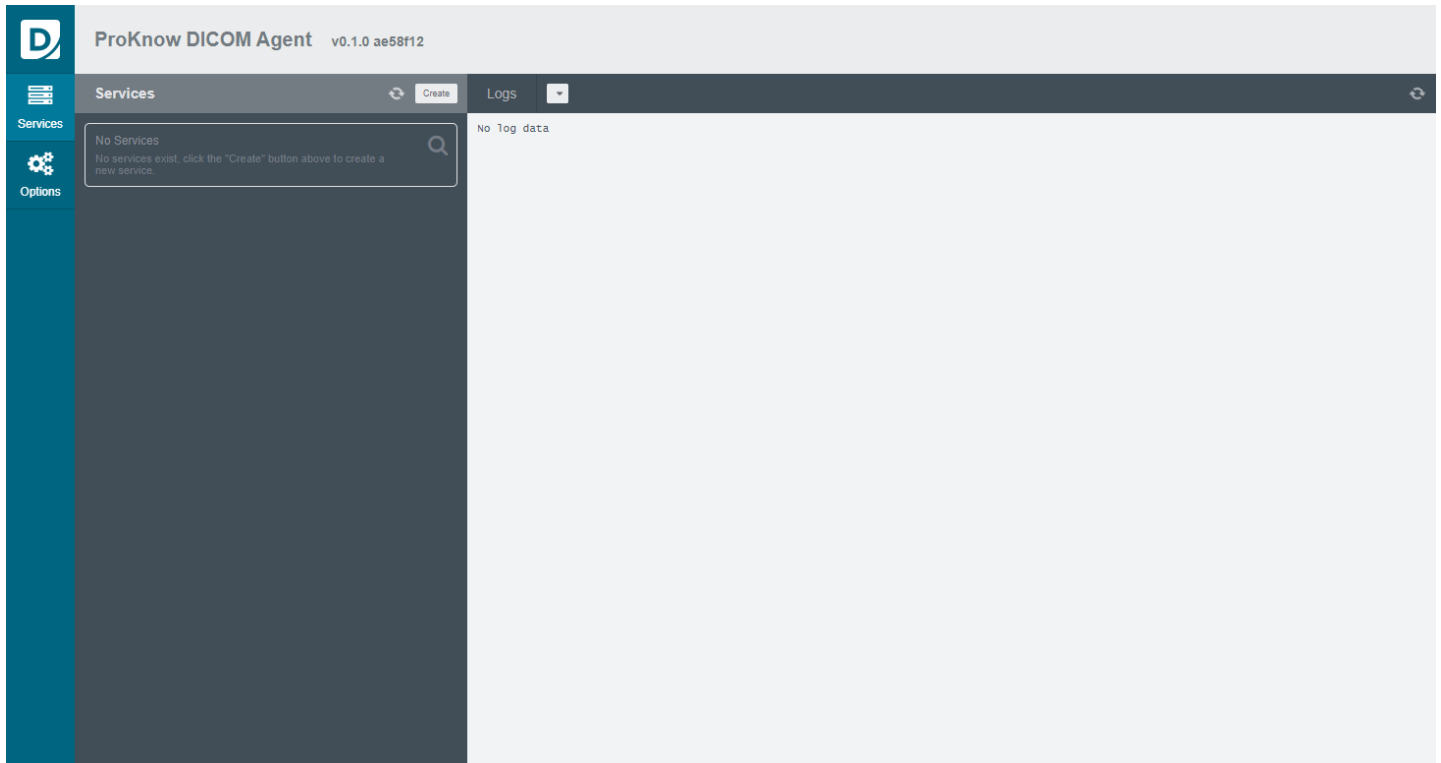 D
ProKnow DICOM Agent v0.1.0 ae58f12
Services
Options
Services Create
No Services
No services exist, click the "Create" button above to create a
new service.
Logs
No log data